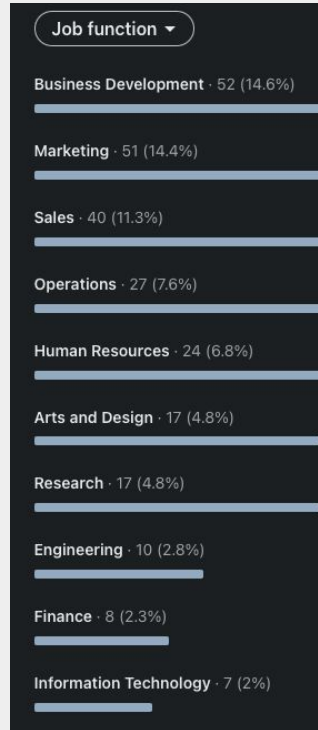 Job function
Business Development · 52 (14.6%)
Marketing · 51 (14.4%)
Sales · 40 (11.3%)
Operations · 27 (7.6%)
Human Resources · 24 (6.8%)
Arts and Design · 17 (4.8%)
Research · 17 (4.8%)
Engineering · 10 (2.8%)
Finance · 8 (2.3%)
Information Technology · 7 (2%)